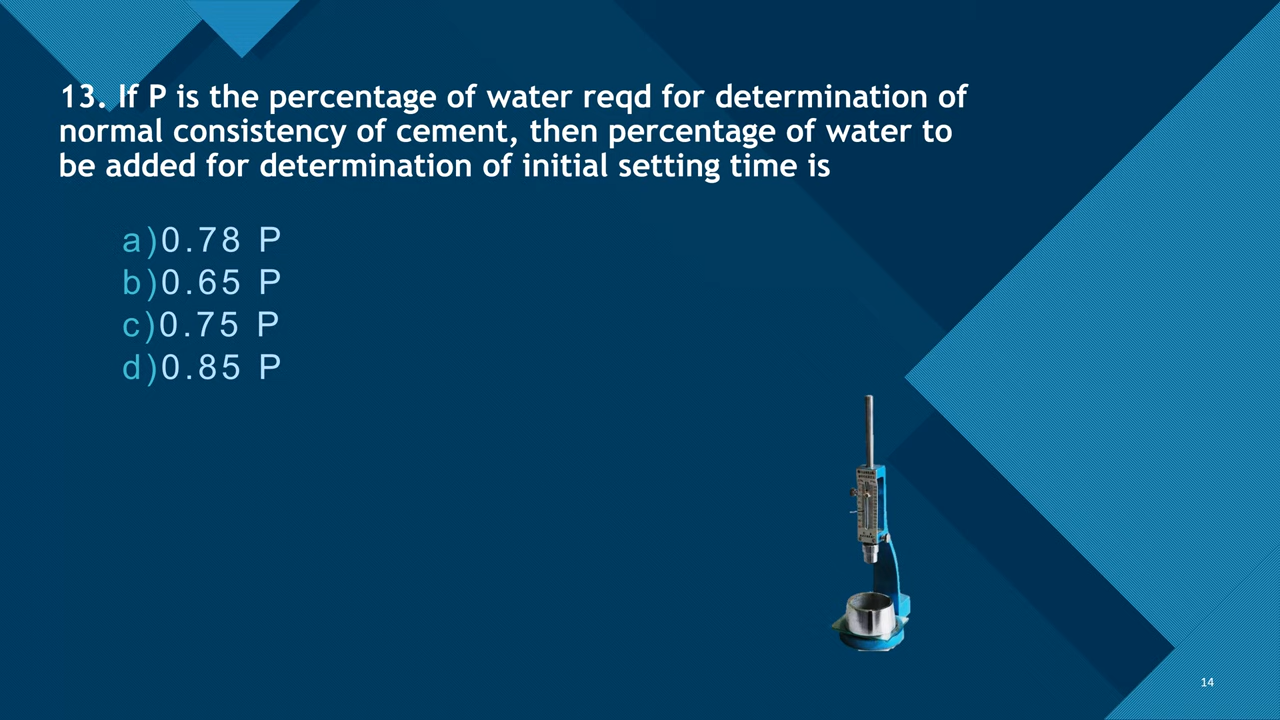 13. If P is the percentage of water reqd for determination of
normal consistency of cement, then percentage of water to
be added for determination of initial setting time is
a)0.78 P
b)0.65 P
c)0.75 P
d)0.85 P
14